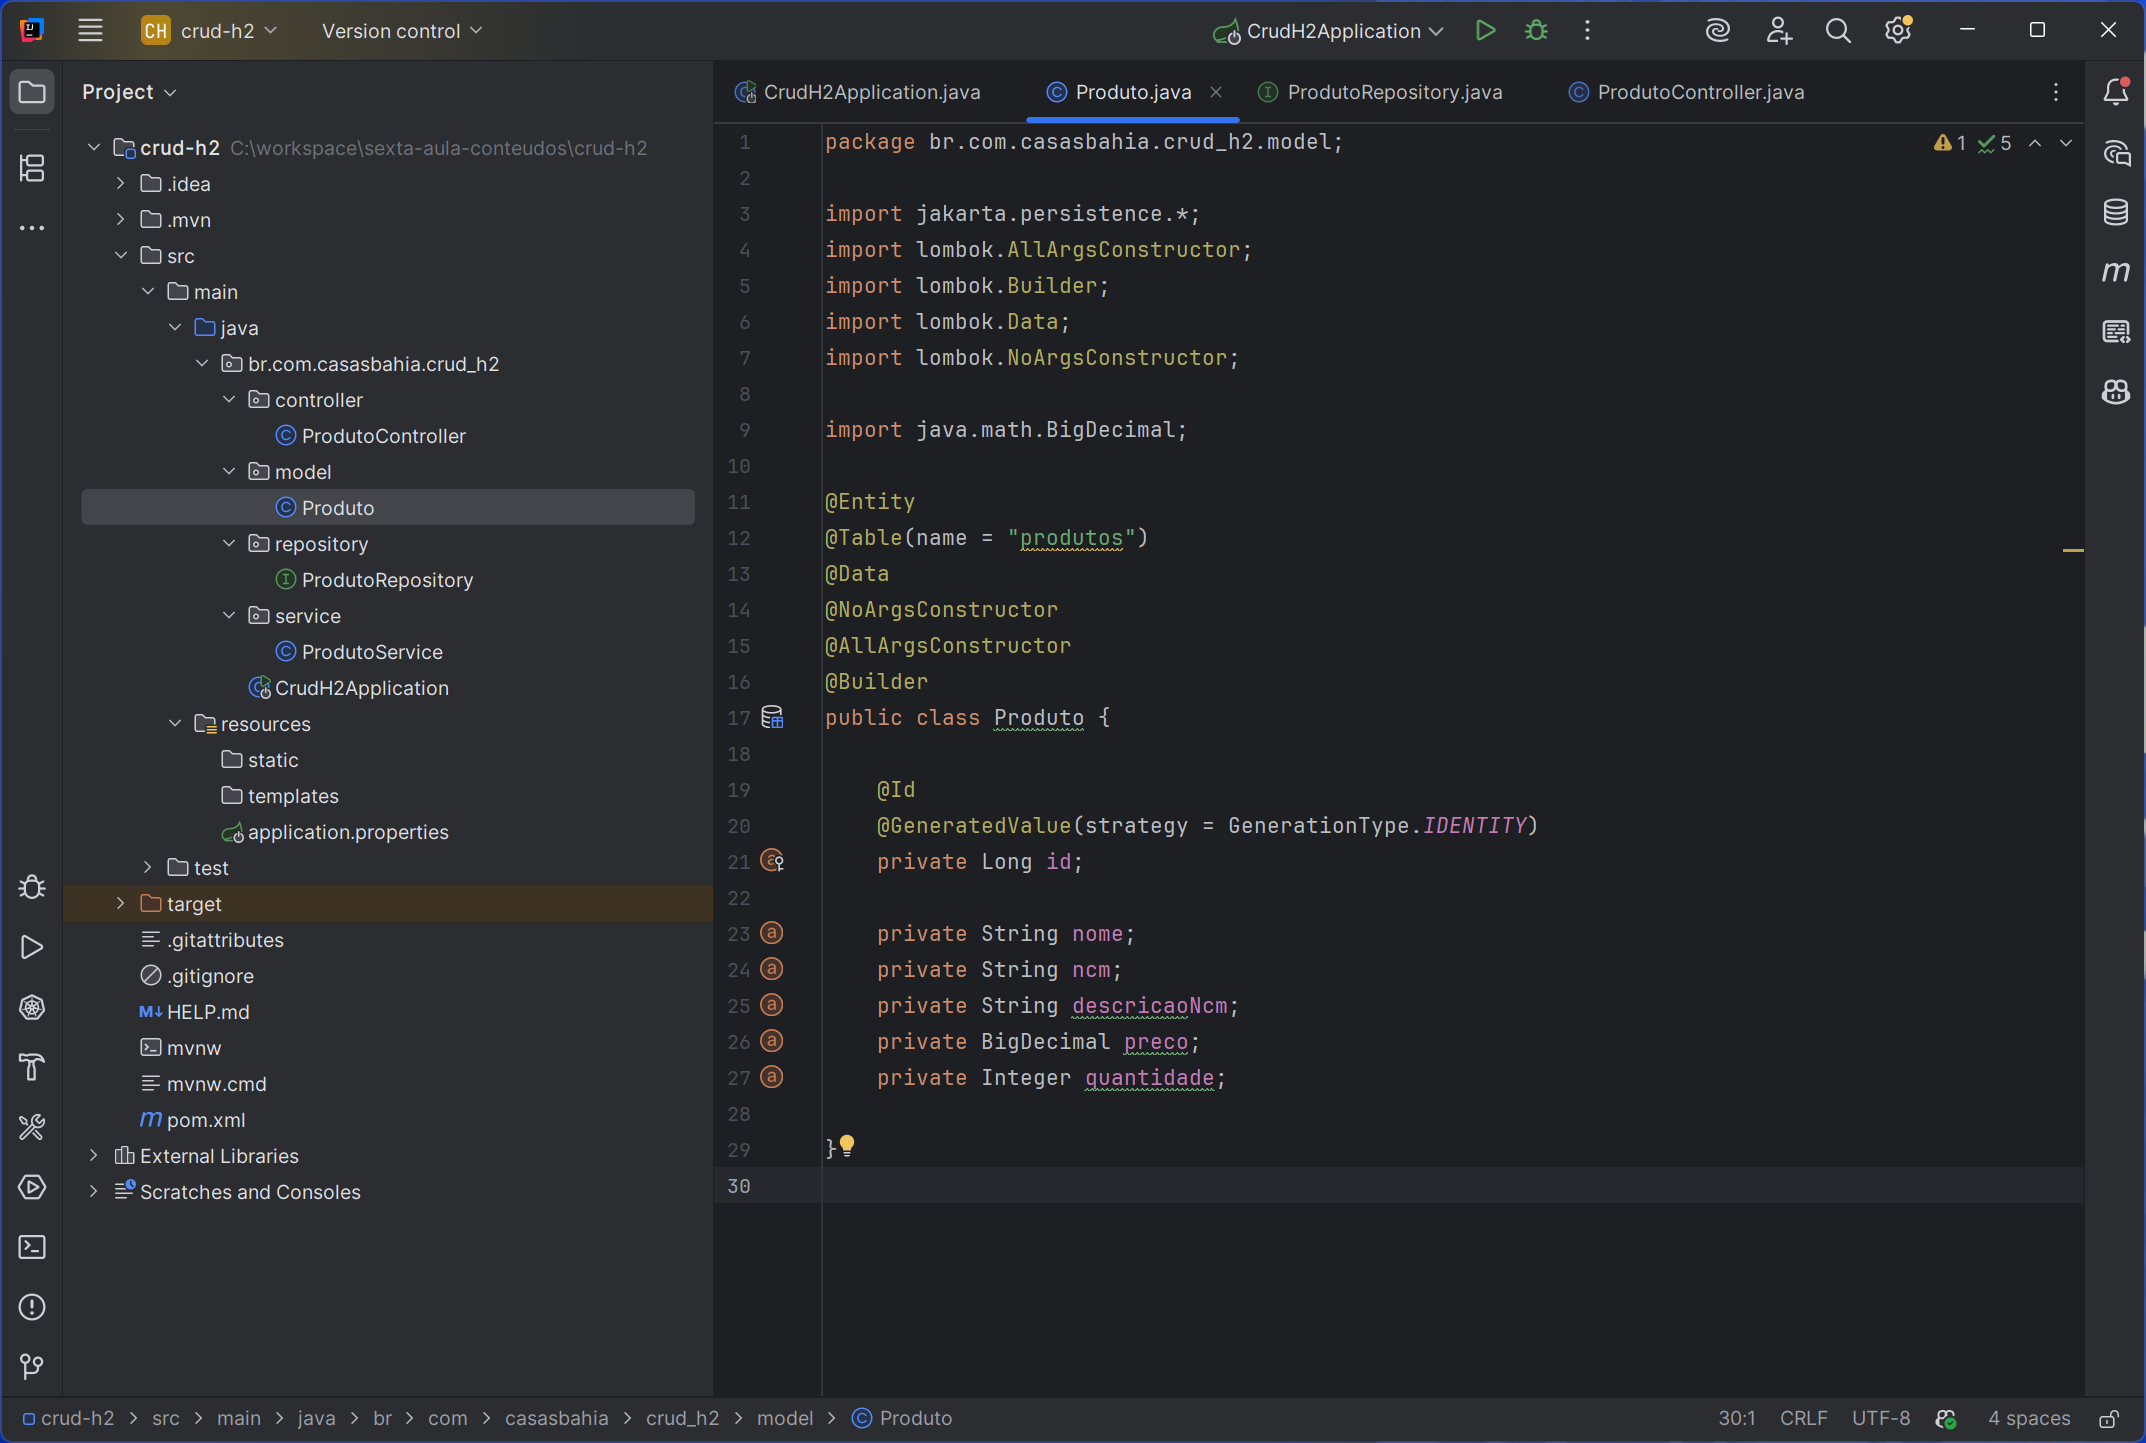 CH crud-h2 Version control CrudH2Application
Project
crud-h2 C:\workspace\sexta-aula-conteudos\crud-h2
.idea
.mvn
src
main
java
br.com.casasbahia.crud_h2
controller
ProdutoController
model
Produto
repository
ProdutoRepository
service
ProdutoService
CrudH2Application
resources
static
templates
application.properties
test
target
.gitattributes
.gitignore
HELP.md
mvnw
mvnw.cmd
pom.xml
External Libraries
Scratches and Consoles
CrudH2Application.java Produto.java ProdutoRepository.java ProdutoController.java
1 package br.com.casasbahia.crud_h2.model; 1 5
2
3 import jakarta.persistence.*;
4 import lombok.AllArgsConstructor;
5 import lombok.Builder;
6 import lombok.Data;
7 import lombok.NoArgsConstructor;
8
9 import java.math.BigDecimal;
10
11 @Entity
12 @Table(name = "produtos")
13 @Data
14 @NoArgsConstructor
15 @AllArgsConstructor
16 @Builder
17 public class Produto {
18
19 @Id
20 @GeneratedValue(strategy = GenerationType.IDENTITY)
21 private Long id;
22
23 private String nome;
24 private String ncm;
25 private String descricaoNcm;
26 private BigDecimal preco;
27 private Integer quantidade;
28
29 }
30
crud-h2 > src > main > java > br > com > casasbahia > crud_h2 > model > Produto 30:1 CRLF UTF-8 4 spaces